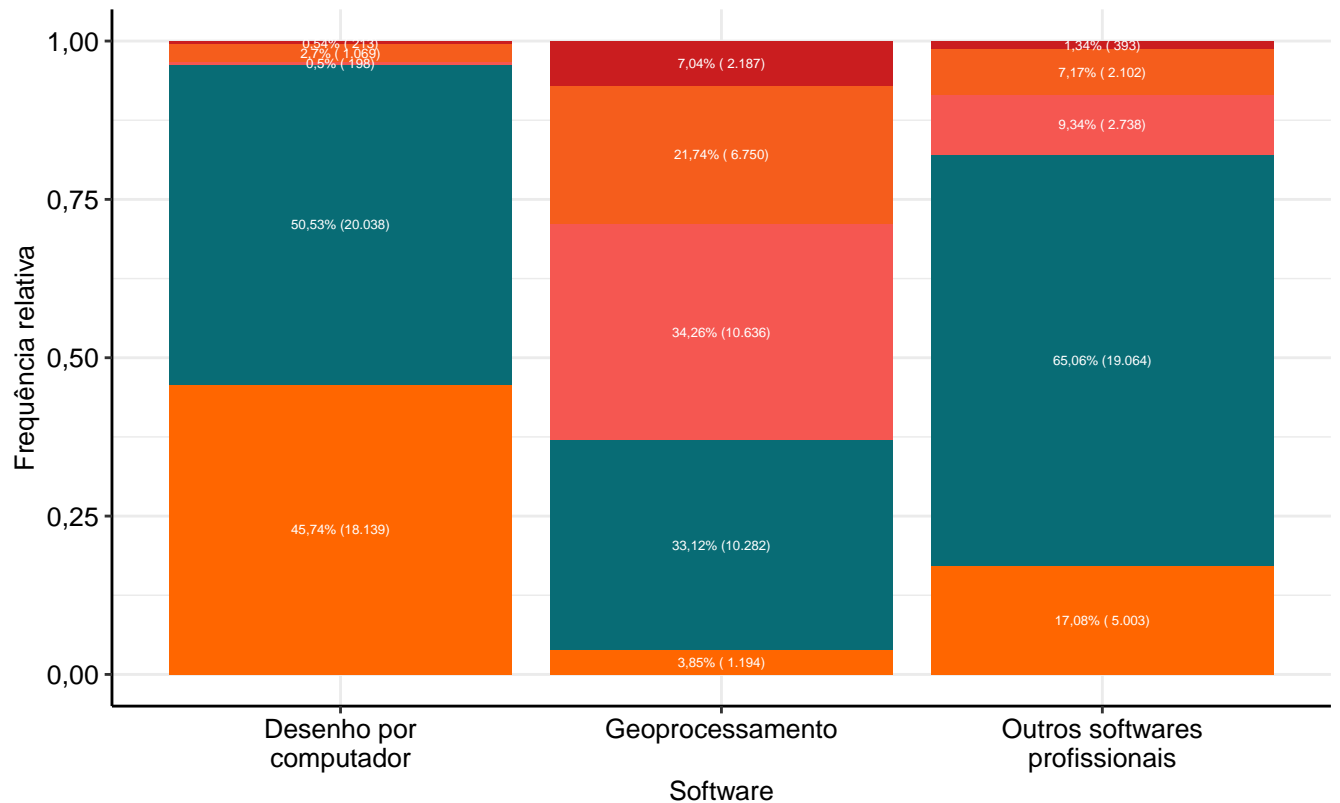 1,00
0,75
0,50
0,25
0,00
Frequência relativa
0,54% ( 213)
2,7% ( 1.069)
0,5% ( 198)
50,53% (20.038)
45,74% (18.139)
7,04% ( 2.187)
21,74% ( 6.750)
34,26% (10.636)
33,12% (10.282)
3,85% ( 1.194)
1,34% ( 393)
7,17% ( 2.102)
9,34% ( 2.738)
65,06% (19.064)
17,08% ( 5.003)
Desenho por
computador
Geoprocessamento
Outros softwares
profissionais
Software